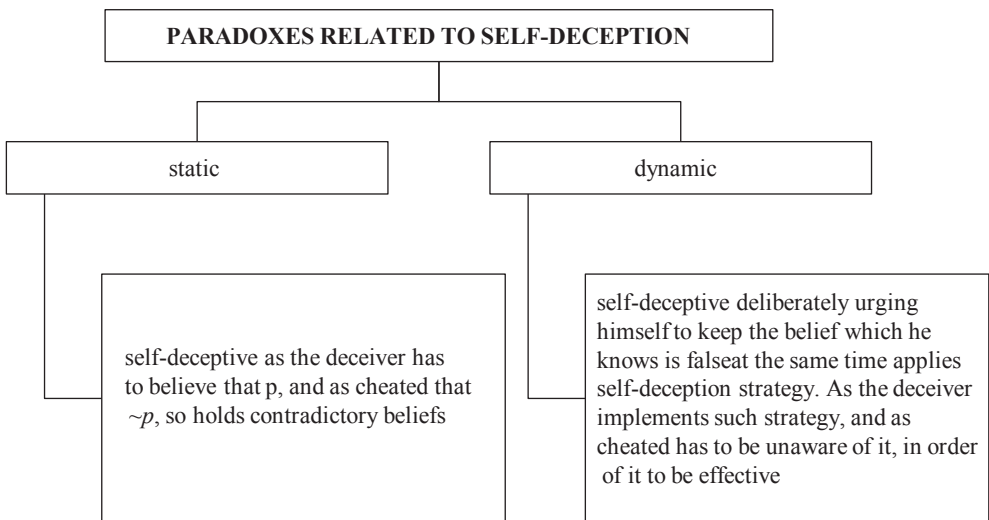 PARADOXES RELATED TO SELF-DECEPTION
static
dynamic
self-deceptive as the deceiver has
to believe that p, and as cheated that
~p, so holds contradictory beliefs
self-deceptive deliberately urging
himself to keep the belief which he
knows is falseat the same time applies
self-deception strategy. As the deceiver
implements such strategy, and as
cheated has to be unaware of it, in order
of it to be effective